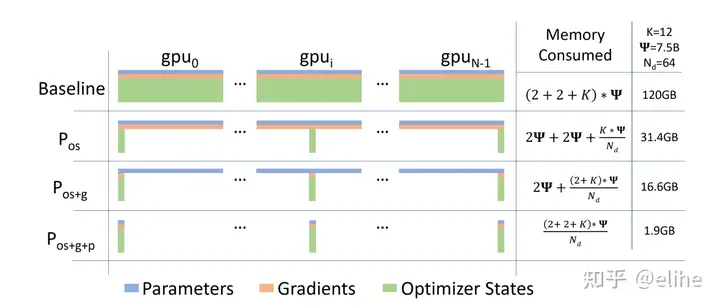 gpu0 ... gpui ... gpuN-1 Memory Consumed K=12 Ψ=7.5B Nd=64
Baseline ... ... (2 + 2 + K) ∗ Ψ 120GB
Pos ... ... 2Ψ + 2Ψ + K ∗ Ψ / Nd 31.4GB
Pos+g ... ... 2Ψ + (2 + K) ∗ Ψ / Nd 16.6GB
Pos+g+p ... ... (2 + 2 + K) ∗ Ψ / Nd 1.9GB
Parameters Gradients Optimizer States
知乎 @elihe